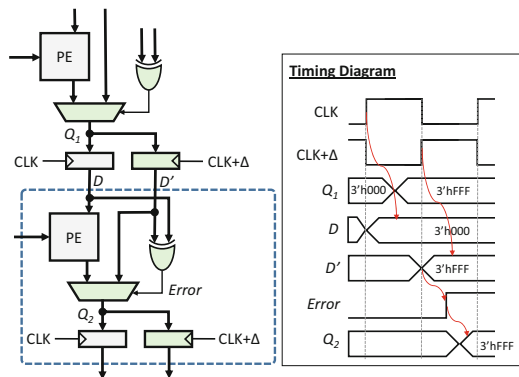 PE
Q1
CLK
CLK+Δ
D
D'
PE
Error
Q2
CLK
CLK+Δ
Timing Diagram
CLK
CLK+Δ
Q1
3'h000
3'hFFF
D
3'h000
D'
3'hFFF
Error
Q2
3'hFFF